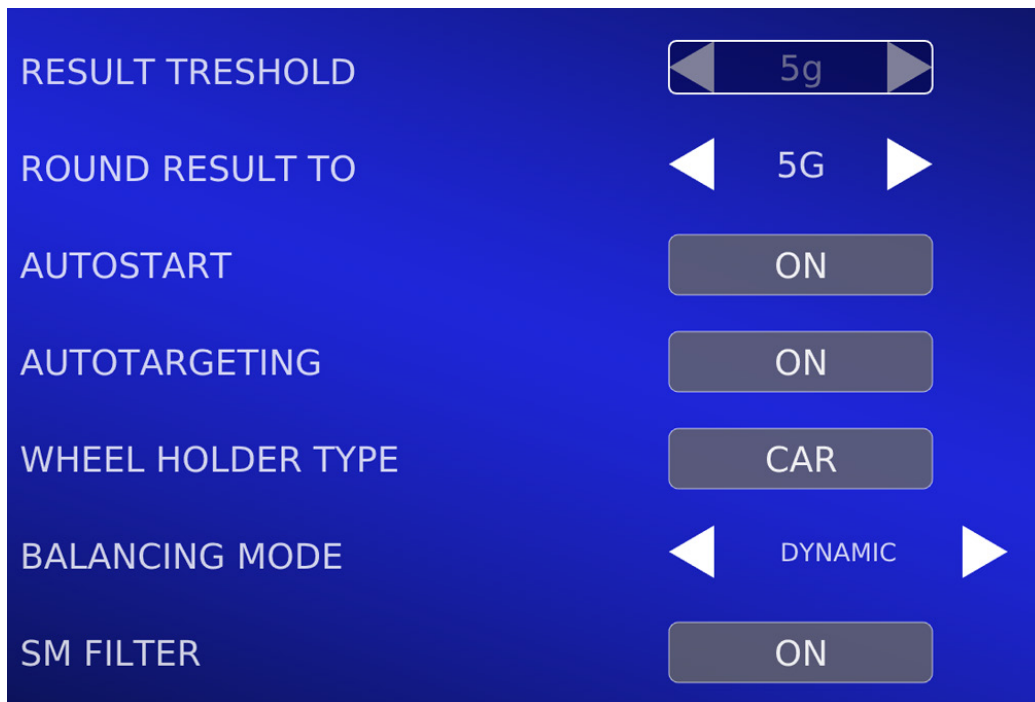 RESULT TRESHOLD 5g
ROUND RESULT TO 5G
AUTOSTART ON
AUTOTARGETING ON
WHEEL HOLDER TYPE CAR
BALANCING MODE DYNAMIC
SM FILTER ON